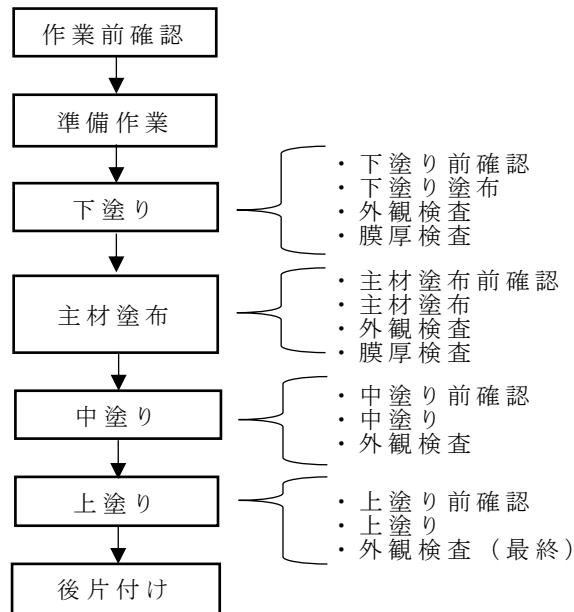 作業前確認
準備作業
下塗り
・下塗り前確認
・下塗り塗布
・外観検査
・膜厚検査
主材塗布
・主材塗布前確認
・主材塗布
・外観検査
・膜厚検査
中塗り
・中塗り前確認
・中塗り
・外観検査
上塗り
・上塗り前確認
・上塗り
・外観検査（最終）
後片付け